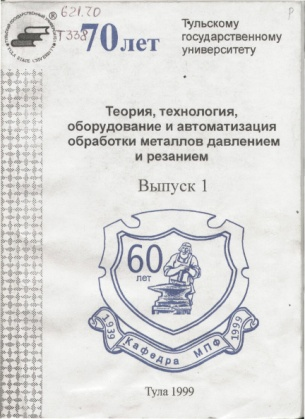 621.70
Т338
Р
70 лет
Тульскому
государственному
университету
Теория, технология,
оборудование и автоматизация
обработки металлов давлением
и резанием
Выпуск 1
60
лет
1939 Кафедра МПФ 1999
Тула 1999